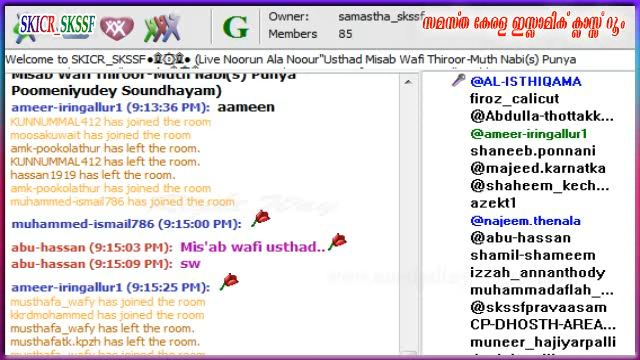 SKICR_SKSSF
G
Owner: samastha_skssf
Members 85
സമസ്ത കേരള ഇസ്ലാമിക് ക്ലാസ്സ് റൂം
Welcome to SKICR_SKSSF (Live Noorun Ala Noour"Usthad Misab Wafi Thiroor-Muth Nabi(s) Punya
Misab Wafi Thiroor-Muth Nabi(s) Punya
Poomeniyudey Soundhayam)
ameer-iringallur1 (9:13:36 PM): aameen
KUNNUMMAL412 has joined the room
moosakuwait has joined the room
amk-pookolathur has left the room.
KUNNUMMAL412 has left the room.
hassan1919 has left the room.
amk-pookolathur has joined the room
muhammed-ismail786 has joined the room
muhammed-ismail786 (9:15:00 PM):
abu-hassan (9:15:03 PM): Mis'ab wafi usthad..
abu-hassan (9:15:09 PM): sw
ameer-iringallur1 (9:15:25 PM):
musthafa_wafy has joined the room
kkrdmohammed has joined the room
musthafa_wafy has left the room.
musthafatk.kpzh has left the room.
musthafa_wafy has joined the room
@AL-ISTHIQAMA
firoz_calicut
@Abdulla-thottakk...
@ameer-iringallur1
shaneeb.ponnani
@majeed.karnatka
@shaheem_kech...
azekt1
@najeem.thenala
@abu-hassan
shamil-shameem
izzah_annanthody
muhammadaflah_...
@skssfpravaasam
CP-DHOSTH-AREA...
muneer_hajiyarpalli